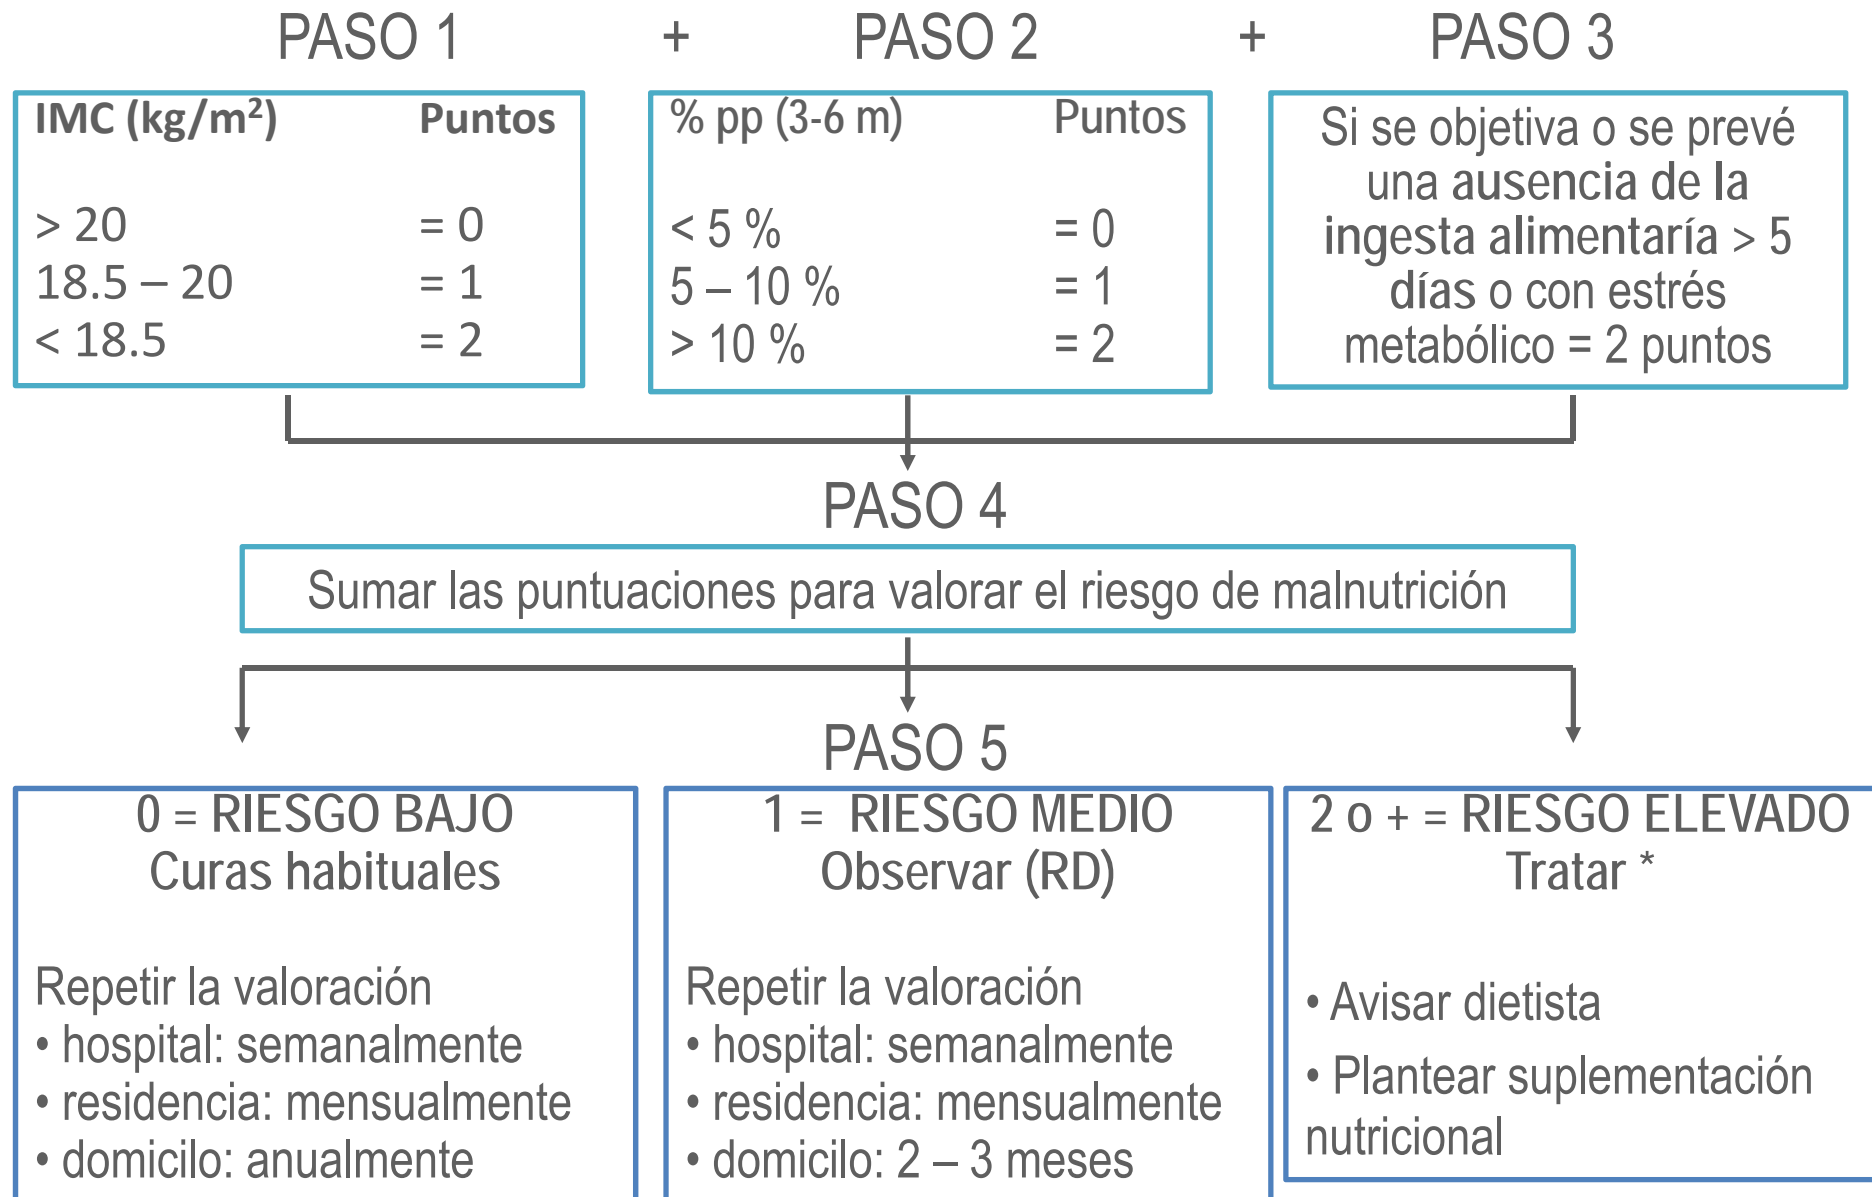 PASO 1 + PASO 2 + PASO 3
IMC (kg/m²) Puntos
> 20 = 0
18.5 – 20 = 1
< 18.5 = 2
% pp (3-6 m) Puntos
< 5 % = 0
5 – 10 % = 1
> 10 % = 2
Si se objetiva o se prevé
una ausencia de la
ingesta alimentaría > 5
días o con estrés
metabólico = 2 puntos
PASO 4
Sumar las puntuaciones para valorar el riesgo de malnutrición
PASO 5
0 = RIESGO BAJO
Curas habituales
Repetir la valoración
• hospital: semanalmente
• residencia: mensualmente
• domicilo: anualmente
1 = RIESGO MEDIO
Observar (RD)
Repetir la valoración
• hospital: semanalmente
• residencia: mensualmente
• domicilo: 2 – 3 meses
2 o + = RIESGO ELEVADO
Tratar *
• Avisar dietista
• Plantear suplementación
nutricional